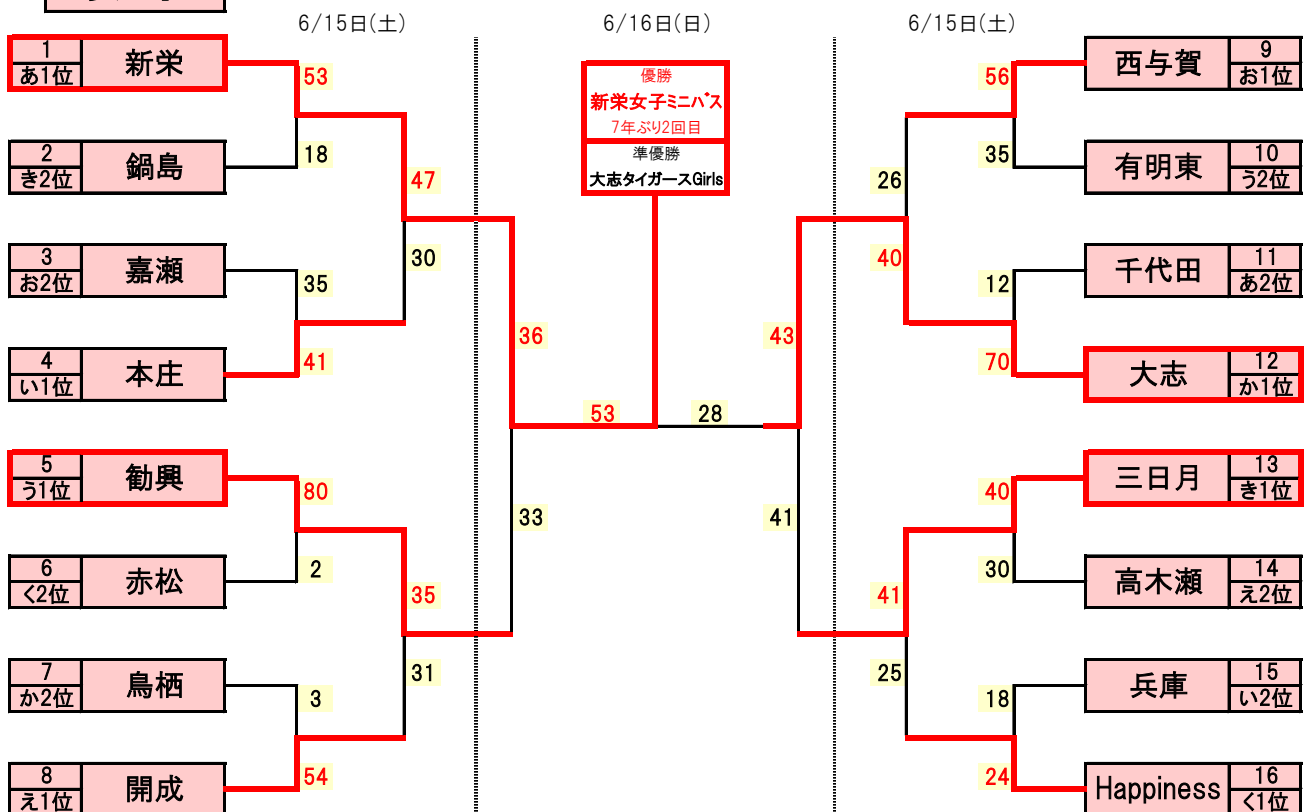 6/15日(土)
6/16日(日)
6/15日(土)
1
あ1位
新栄
53
優勝
新栄女子ミニバス
7年ぶり2回目
準優勝
大志タイガースGirls
56
西与賀
9
お1位
2
き2位
鍋島
18
47
26
35
有明東
10
う2位
3
お2位
嘉瀬
35
30
40
12
千代田
11
あ2位
4
い1位
本庄
41
36
43
70
大志
12
か1位
53
28
5
う1位
勧興
80
33
41
40
三日月
13
き1位
6
く2位
赤松
2
35
41
30
高木瀬
14
え2位
7
か2位
鳥栖
3
31
25
18
兵庫
15
い2位
8
え1位
開成
54
24
Happiness
16
く1位